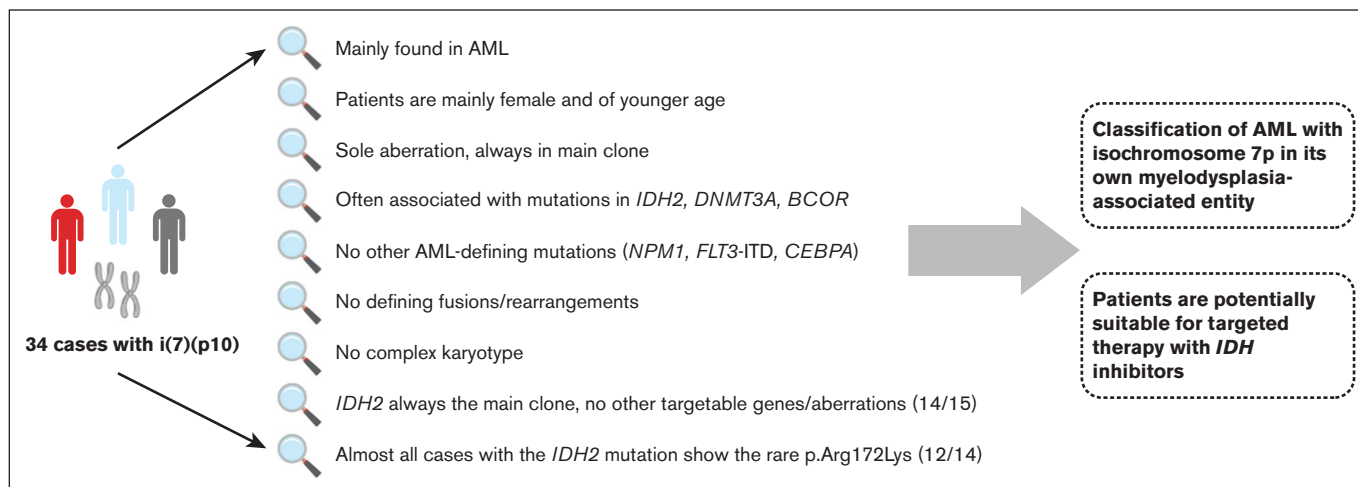 34 cases with i(7)(p10)
Mainly found in AML
Patients are mainly female and of younger age
Sole aberration, always in main clone
Often associated with mutations in IDH2, DNMT3A, BCOR
No other AML-defining mutations (NPM1, FLT3-ITD, CEBPA)
No defining fusions/rearrangements
No complex karyotype
IDH2 always the main clone, no other targetable genes/aberrations (14/15)
Almost all cases with the IDH2 mutation show the rare p.Arg172Lys (12/14)
Classification of AML with
isochromosome 7p in its
own myelodysplasia-
associated entity
Patients are potentially
suitable for targeted
therapy with IDH
inhibitors